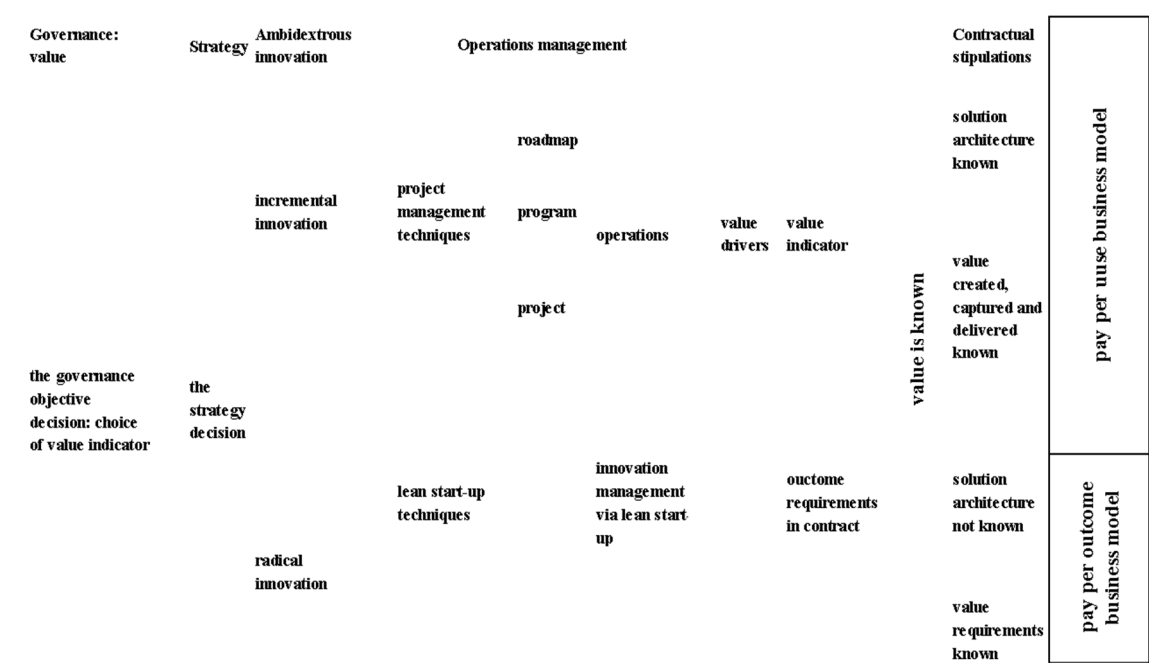 Governance:
value
Strategy
Ambidextrous
innovation
Operations management
Contractual
stipulations
roadmap
solution
architecture
known
incremental
innovation
project
management
techniques
program
operations
value
drivers
value
indicator
project
value is known
value
created,
captured and
delivered
known
pay per uuse business model
the governance
objective
decision: choice
of value indicator
the
strategy
decision
lean start-up
techniques
innovation
management
via lean start-
up
ouctome
requirements
in contract
solution
architecture
not known
radical
innovation
value
requirements
known
pay per outcome
business model